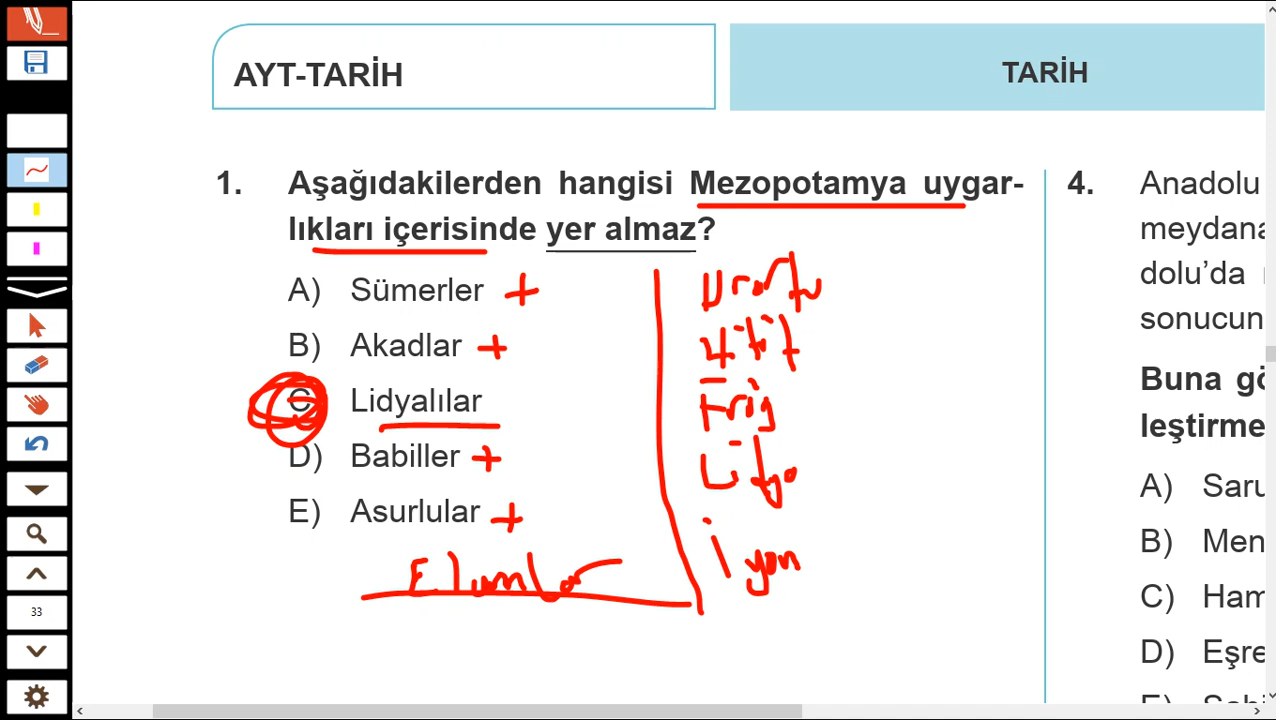 AYT-TARİH
TARİH
1. Aşağıdakilerden hangisi Mezopotamya uygar-
lıkları içerisinde yer almaz?
A) Sümerler +
B) Akadlar +
C) Lidyalılar
D) Babiller +
E) Asurlular +
Elamlar
Urartu
Hitit
Frig
Lidya
İyon
4. Anadolu
meydana
dolu’da
sonucun
Buna gö
leştirme
A) Saru
B) Men
C) Ham
D) Eşre
33